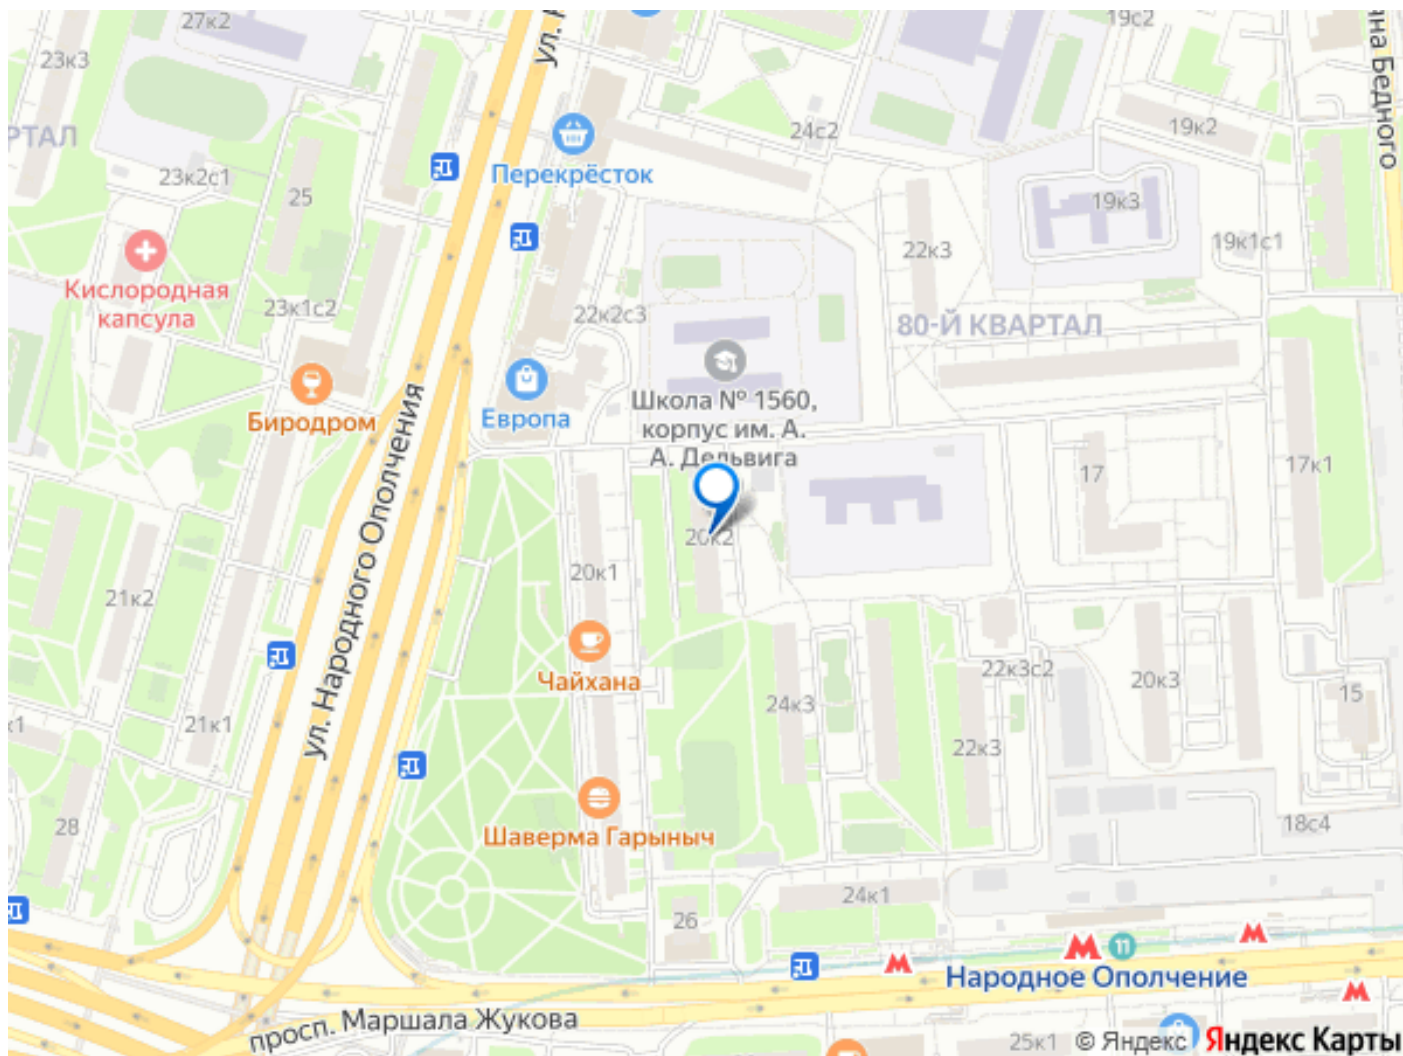 27к2
ул. 
19с2
яна Бедного
23к3
РТАЛ
24с2
19к2
Перекрёсток
23к2с1
25
19к3
22к3
19к1с1
Кислородная
капсула
23к1с2
22к2с3
80-Й КВАРТАЛ
Биродром
Европа
Школа № 1560,
корпус им. А.
А. Дельвига
17
17к1
ул. Народного Ополчения
20к2
20к1
21к2
Чайхана
22к3с2
20к3
15
24к3
к1
21к1
22к3
28
Шаверма Гарыныч
18с4
24к1
26
11
Народное Ополчение
просп. Маршала Жукова
25к1
© Яндекс Яндекс Карты